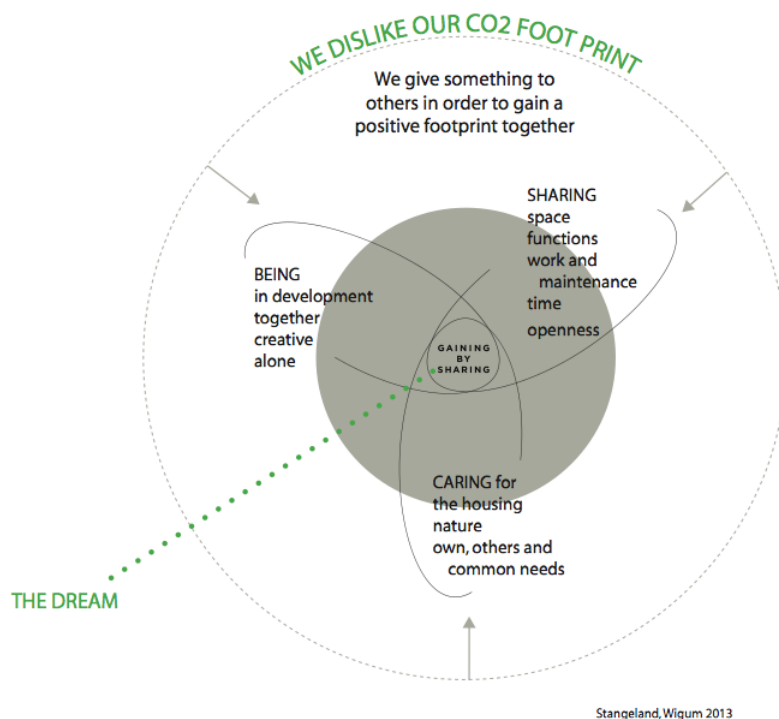 WE DISLIKE OUR CO2 FOOT PRINT
We give something to
others in order to gain a
positive footprint together
SHARING
space
functions
work and
maintenance
time
openness
BEING
in development
together
creative
alone
GAINING
BY
SHARING
CARING for
the housing
nature
own, others and
common needs
THE DREAM
Stangeland, Wigum 2013